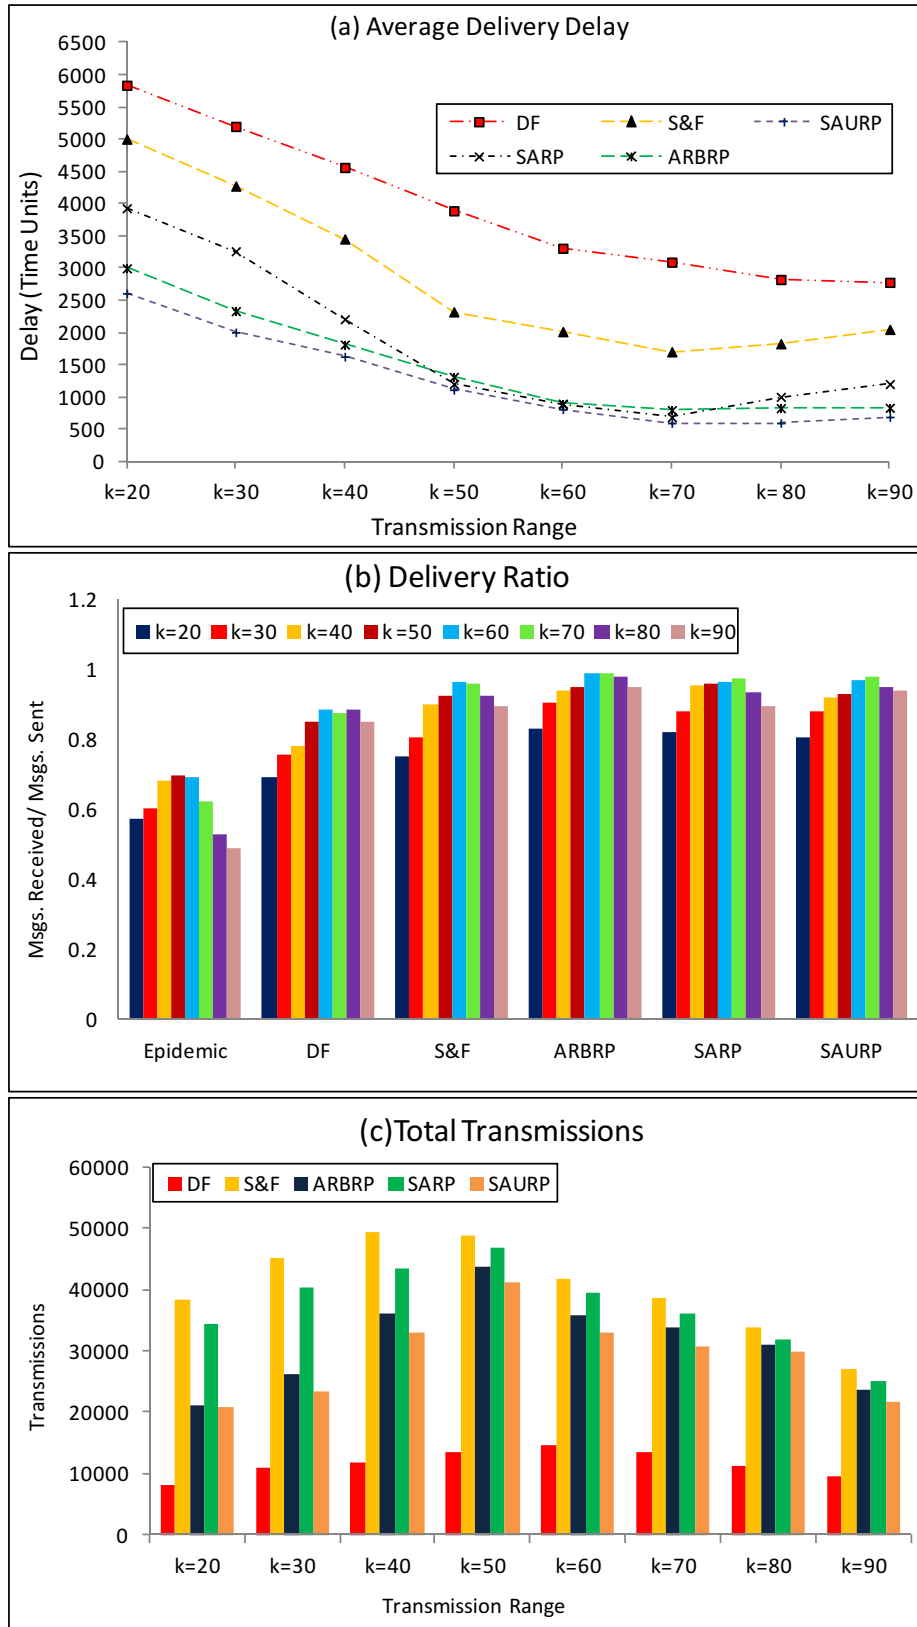 (a) Average Delivery Delay
6500
6000
5500
5000
4500
4000
3500
3000
2500
2000
1500
1000
500
0
Delay (Time Units)
DF S&F SAURP
SARP ARBRP
k=20 k=30 k=40 k =50 k=60 k=70 k= 80 k=90
Transmission Range
(b) Delivery Ratio
1.2
1
0.8
0.6
0.4
0.2
0
Msgs. Received/ Msgs. Sent
k=20 k=30 k=40 k =50 k=60 k=70 k=80 k=90
Epidemic DF S&F ARBRP SARP SAURP
(c)Total Transmissions
60000
50000
40000
30000
20000
10000
0
Transmissions
DF S&F ARBRP SARP SAURP
k=20 k=30 k=40 k=50 k=60 k=70 k=80 k=90
Transmission Range